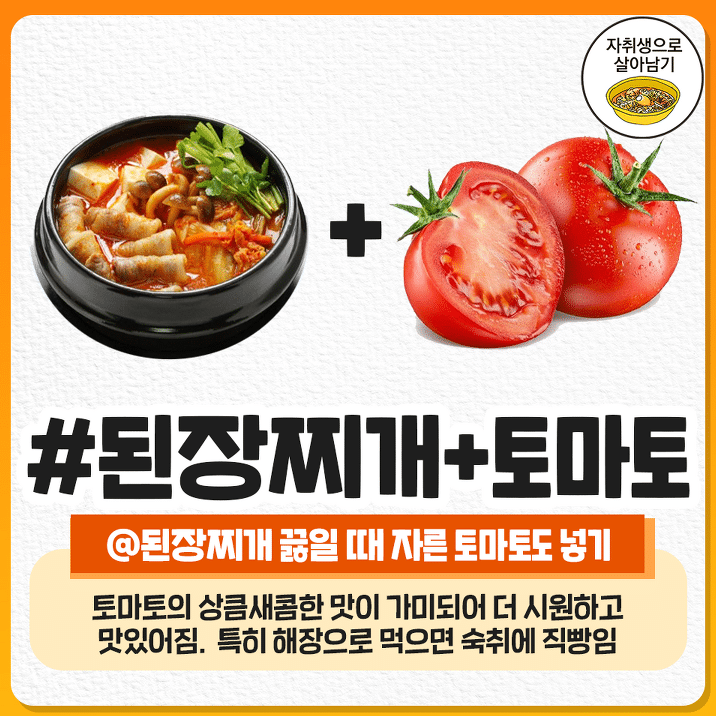 자취생으로
살아남기
#된장찌개+토마토
@된장찌개 끓일 때 자른 토마토도 넣기
토마토의 상큼새콤한 맛이 가미되어 더 시원하고
맛있어짐. 특히 해장으로 먹으면 숙취에 직빵임